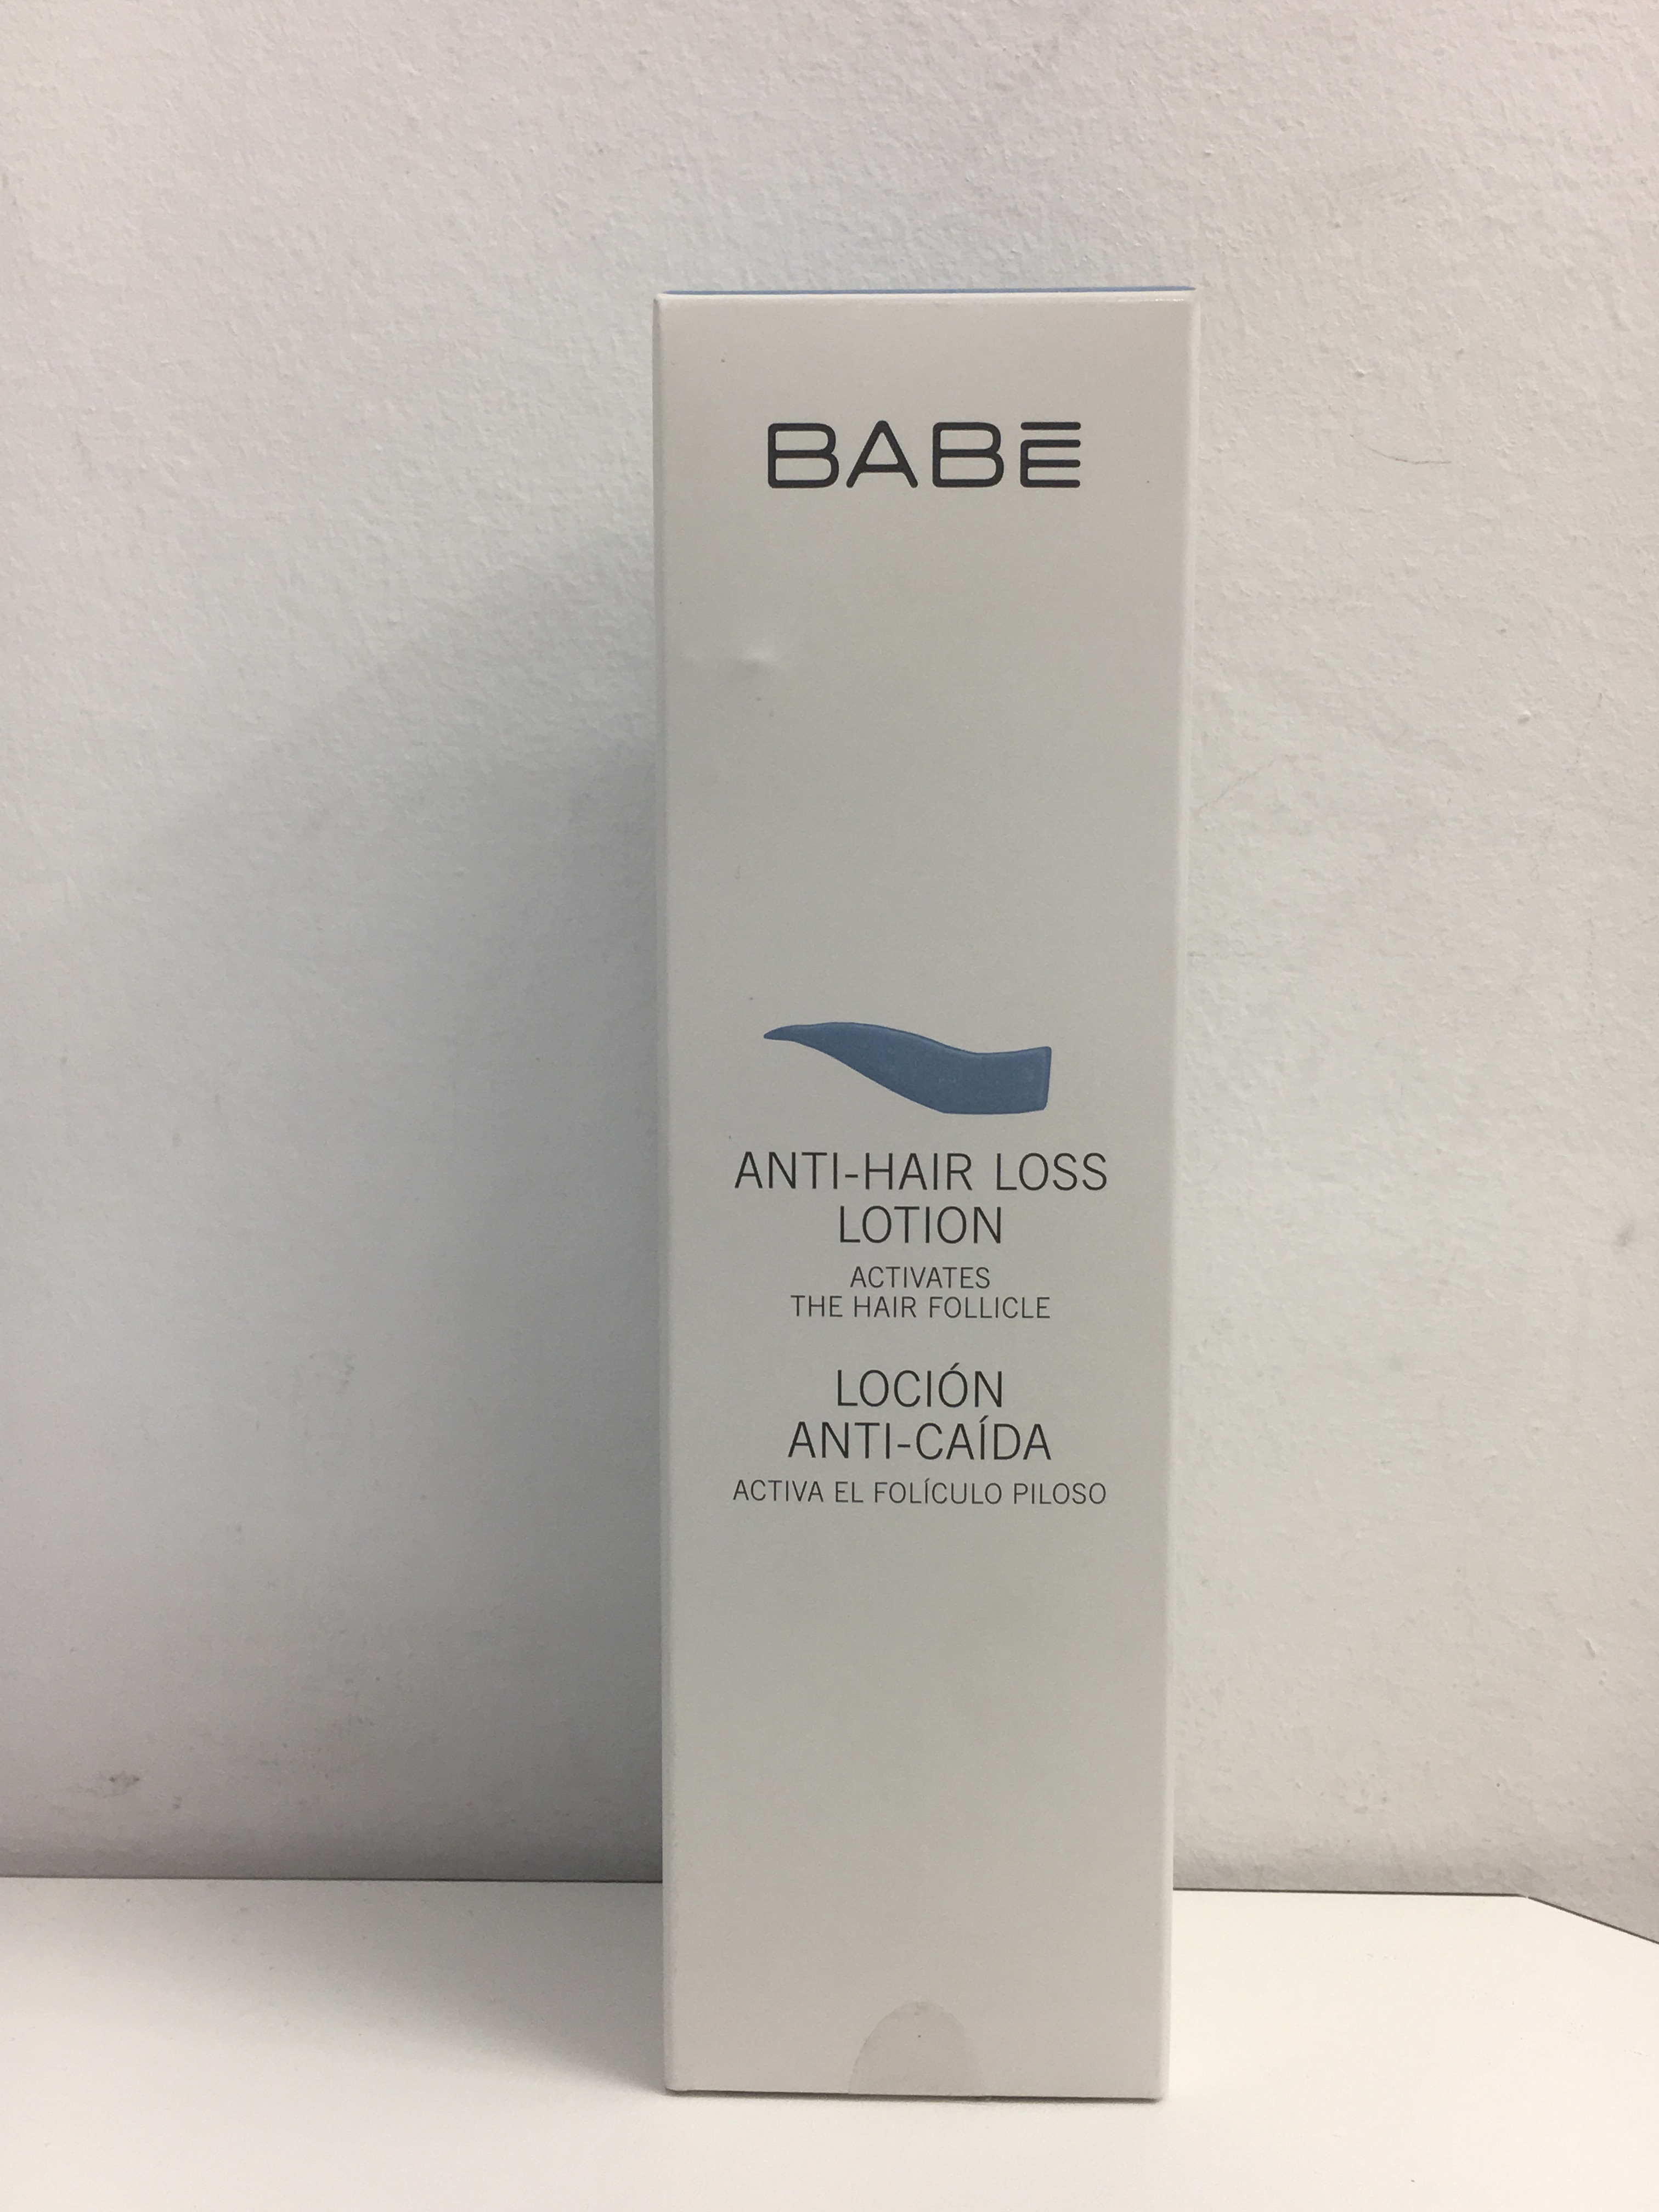 BABĒ
ANTI-HAIR LOSS
LOTION
ACTIVATES
THE HAIR FOLLICLE
LOCIÓN
ANTI-CAÍDA
ACTIVA EL FOLÍCULO PILOSO